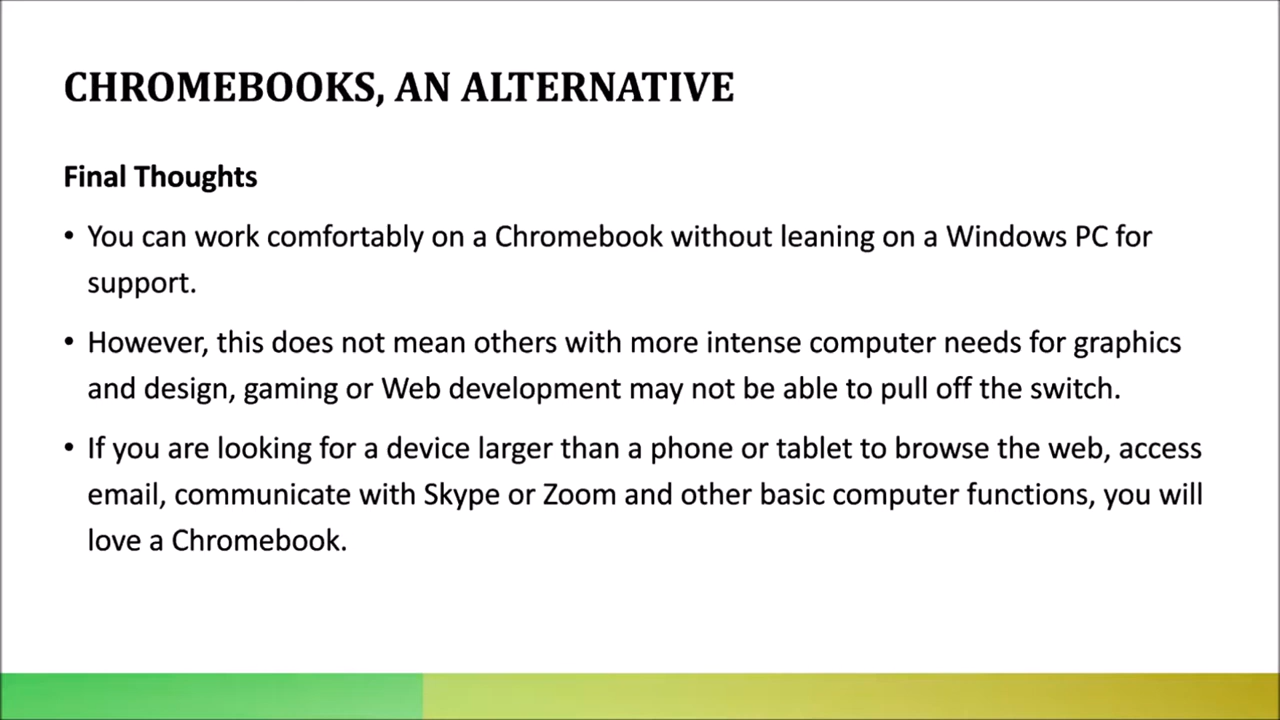 CHROMEBOOKS, AN ALTERNATIVE
Final Thoughts
• You can work comfortably on a Chromebook without leaning on a Windows PC for
support.
• However, this does not mean others with more intense computer needs for graphics
and design, gaming or Web development may not be able to pull off the switch.
• If you are looking for a device larger than a phone or tablet to browse the web, access
email, communicate with Skype or Zoom and other basic computer functions, you will
love a Chromebook.